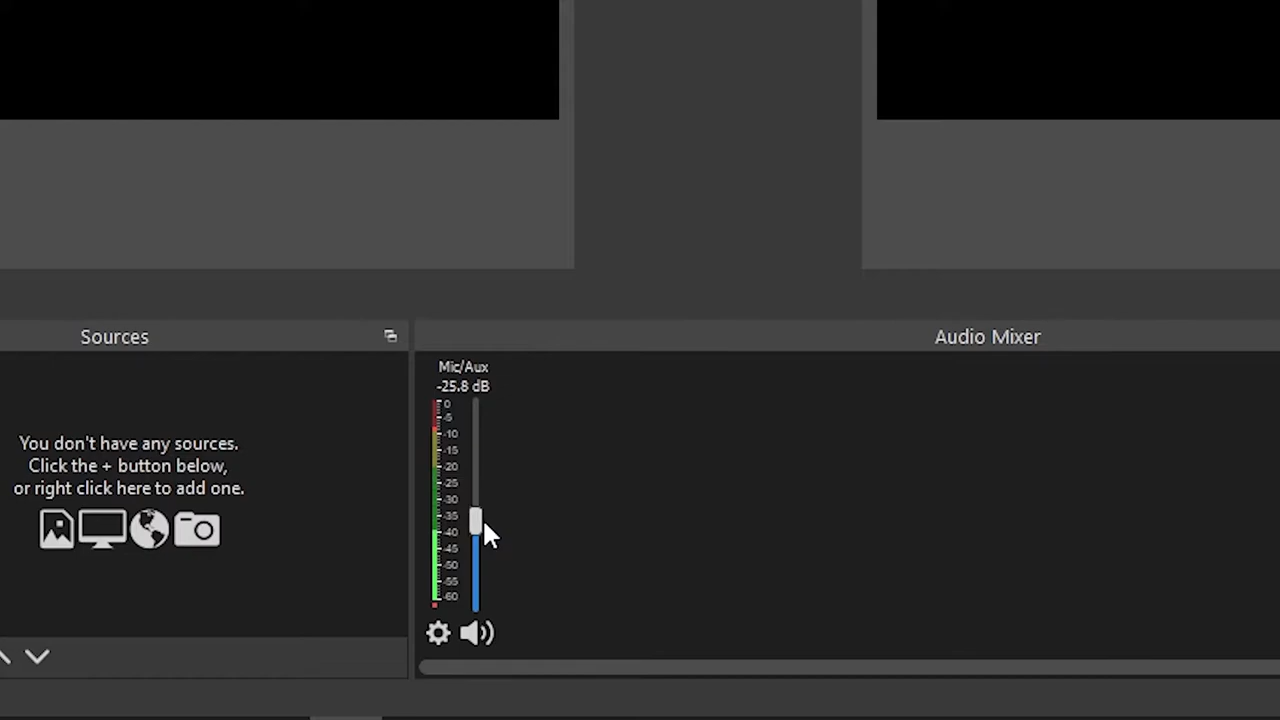 Sources
Audio Mixer
Mic/Aux
-25.8 dB
0
-5
-10
-15
-20
-25
-30
-35
-40
-45
-50
-55
-60
You don't have any sources.
Click the + button below,
or right click here to add one.